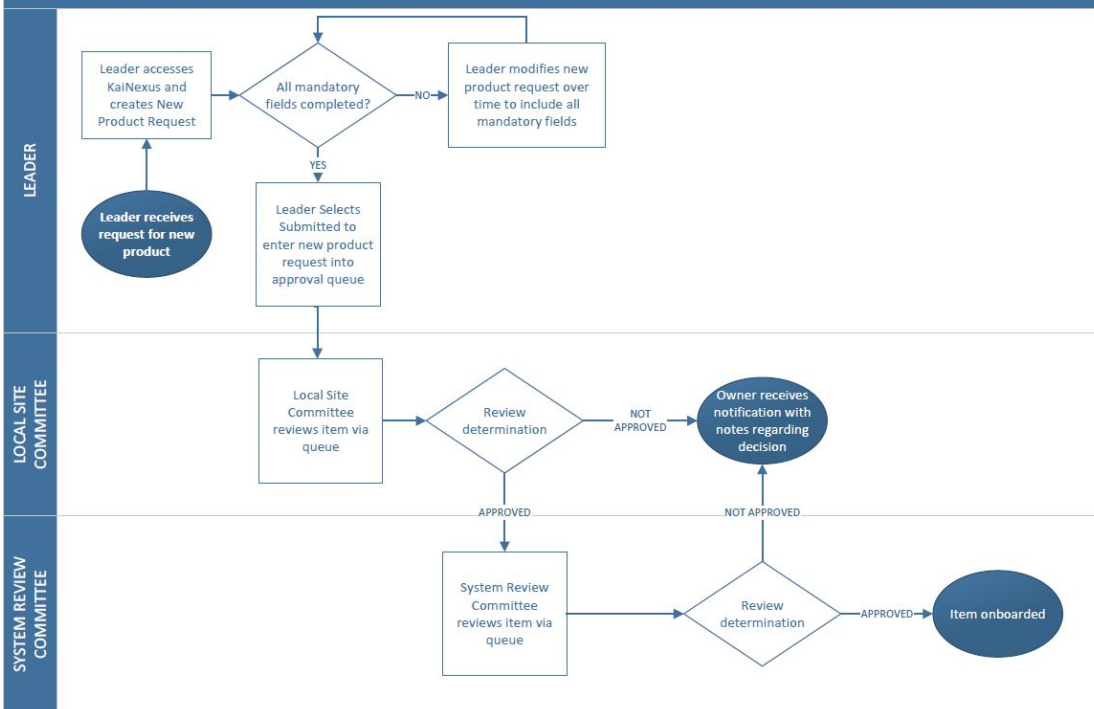 LEADER
Leader accesses
KaiNexus and
creates New
Product Request
All mandatory
fields completed?
NO
Leader modifies new
product request over
time to include all
mandatory fields
YES
Leader receives
request for new
product
Leader Selects
Submitted to
enter new product
request into
approval queue
LOCAL SITE
COMMITTEE
Local Site
Committee
reviews item via
queue
Review
determination
NOT
APPROVED
Owner receives
notification with
notes regarding
decision
APPROVED
NOT APPROVED
SYSTEM REVIEW
COMMITTEE
System Review
Committee
reviews item via
queue
Review
determination
APPROVED
Item onboarded